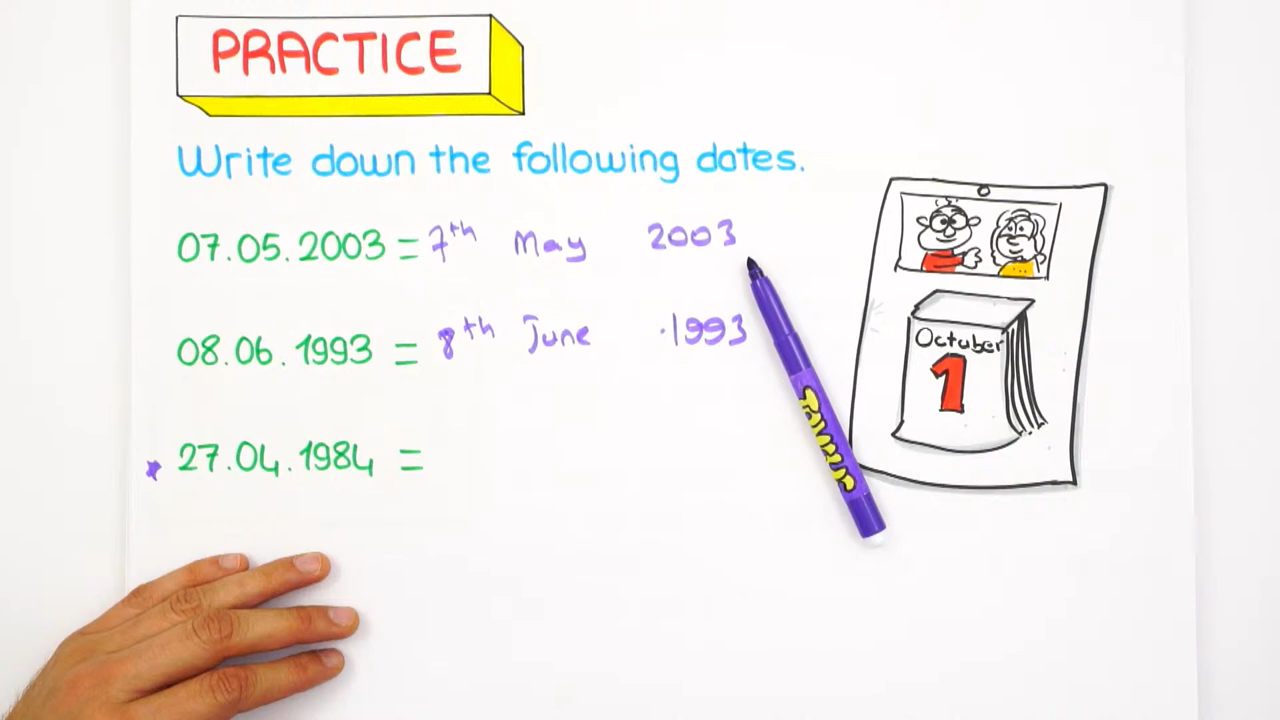 PRACTICE
Write down the following dates.
07.05.2003 = 7th May 2003
08.06.1993 = 8th June 1993
* 27.04.1984 =
October
1